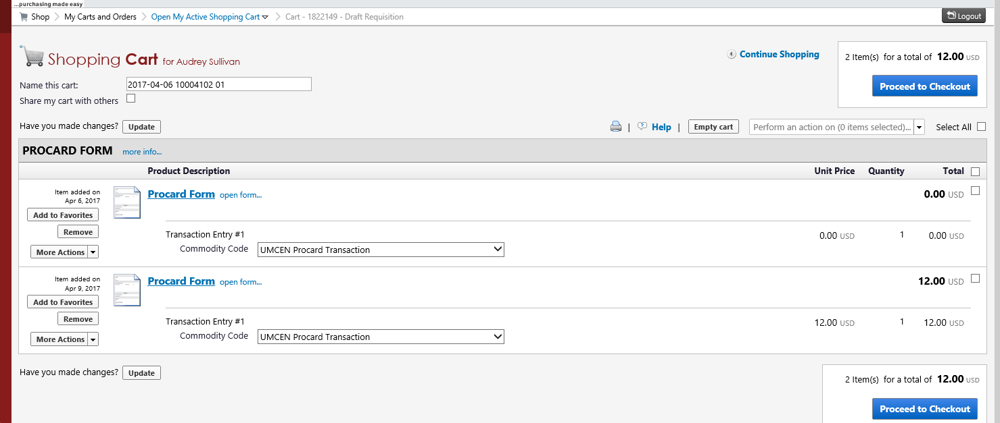 ...purchasing made easy
Shop My Carts and Orders Open My Active Shopping Cart Cart - 1822149 - Draft Requisition Logout
Shopping Cart for Audrey Sullivan
Continue Shopping
2 Item(s) for a total of 12.00 USD
Proceed to Checkout
Name this cart: 2017-04-06 10004102 01
Share my cart with others
Have you made changes? Update
| ? Help | Empty cart Perform an action on (0 items selected)... Select All
PROCARD FORM more info...
Product Description Unit Price Quantity Total
Item added on
Apr 6, 2017
Procard Form open form... 0.00 USD
Add to Favorites
Remove
More Actions
Transaction Entry #1 0.00 USD 1 0.00 USD
Commodity Code UMCEN Procard Transaction
Item added on
Apr 9, 2017
Procard Form open form... 12.00 USD
Add to Favorites
Remove
More Actions
Transaction Entry #1 12.00 USD 1 12.00 USD
Commodity Code UMCEN Procard Transaction
Have you made changes? Update
2 Item(s) for a total of 12.00 USD
Proceed to Checkout